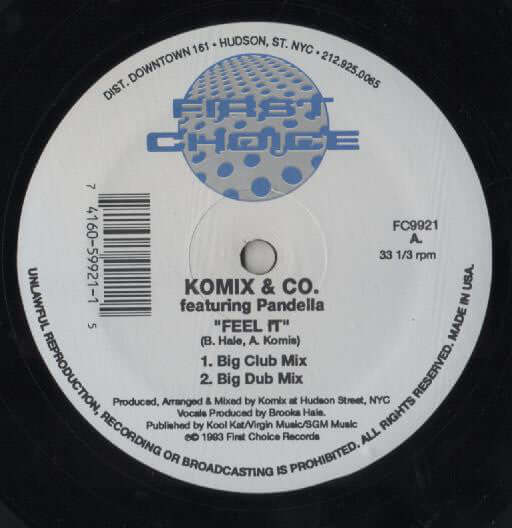 DIST. DOWNTOWN 161 • HUDSON, ST. NYC • 212.925.0065
FIRST
CHOICE
7 4160-59921-1 5
FC9921
A.
33 1/3 rpm
KOMIX & CO.
featuring Pandella
"FEEL IT"
(B. Hale, A. Komis)
1. Big Club Mix
2. Big Dub Mix
Produced, Arranged & Mixed by Komix at Hudson Street, NYC
Vocals Produced by Brooks Hale.
Published by Kool Kat/Virgin Music/SGM Music
℗© 1993 First Choice Records
UNLAWFUL REPRODUCTION, RECORDING OR BROADCASTING IS PROHIBITED. ALL RIGHTS RESERVED. MADE IN USA.